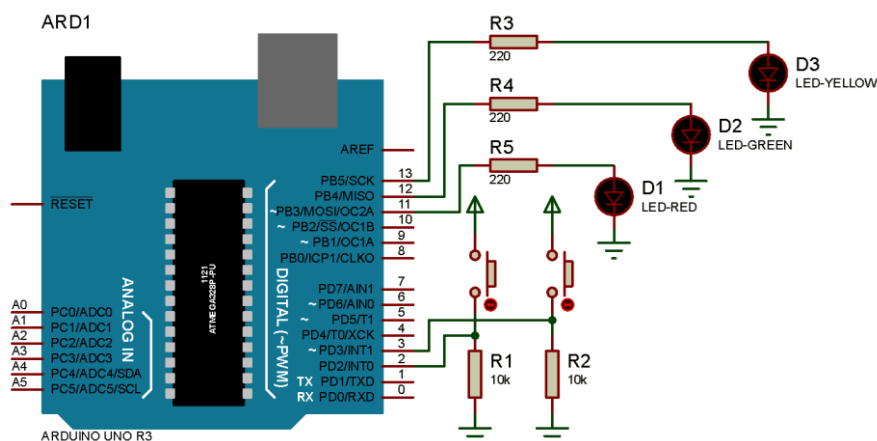 ARD1
R3
220
R4
220
R5
220
D3
LED-YELLOW
D2
LED-GREEN
D1
LED-RED
AREF
RESET
PB5/SCK 13
PB4/MISO 12
~ PB3/MOSI/OC2A 11
~ PB2/SS/OC1B 10
~ PB1/OC1A 9
PB0/ICP1/CLKO 8
PD7/AIN1 7
~ PD6/AIN0 6
~ PD5/T1 5
PD4/T0/XCK 4
~ PD3/INT1 3
PD2/INT0 2
TX PD1/TXD 1
RX PD0/RXD 0
DIGITAL (~PWM)
1121
ATMEGA328P-PU
ANALOG IN
A0 PC0/ADC0
A1 PC1/ADC1
A2 PC2/ADC2
A3 PC3/ADC3
A4 PC4/ADC4/SDA
A5 PC5/ADC5/SCL
R1
10k
R2
10k
ARDUINO UNO R3